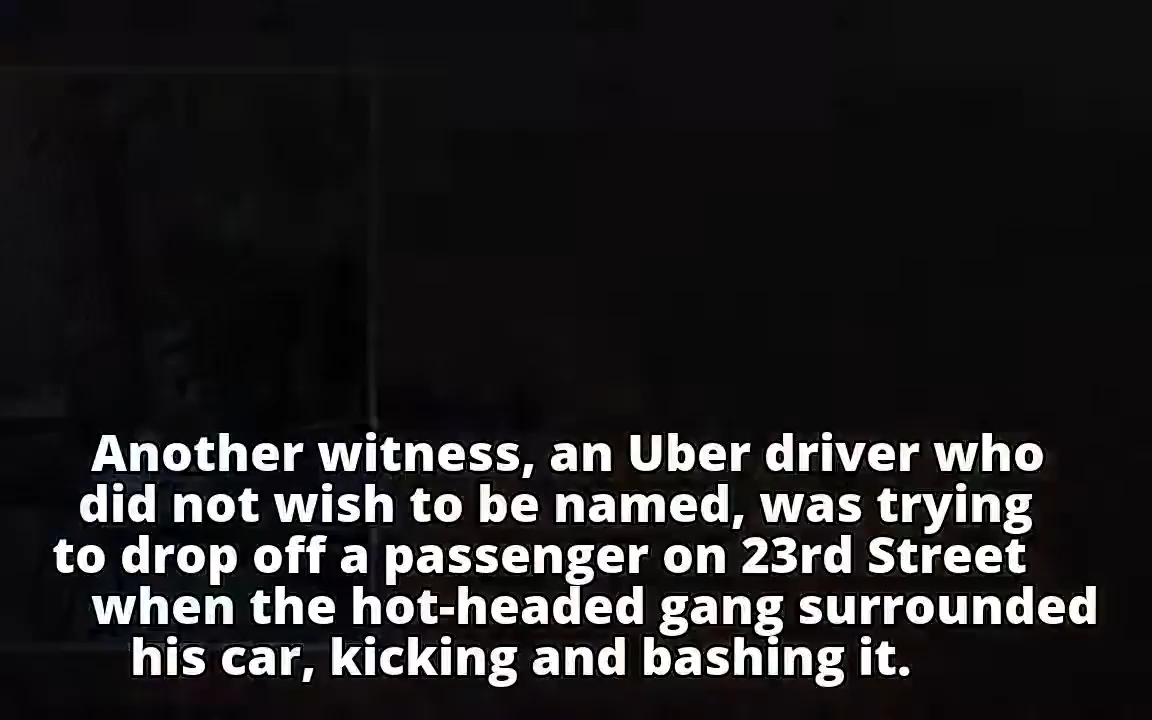 Another witness, an Uber driver who
did not wish to be named, was trying
to drop off a passenger on 23rd Street
when the hot-headed gang surrounded
his car, kicking and bashing it.